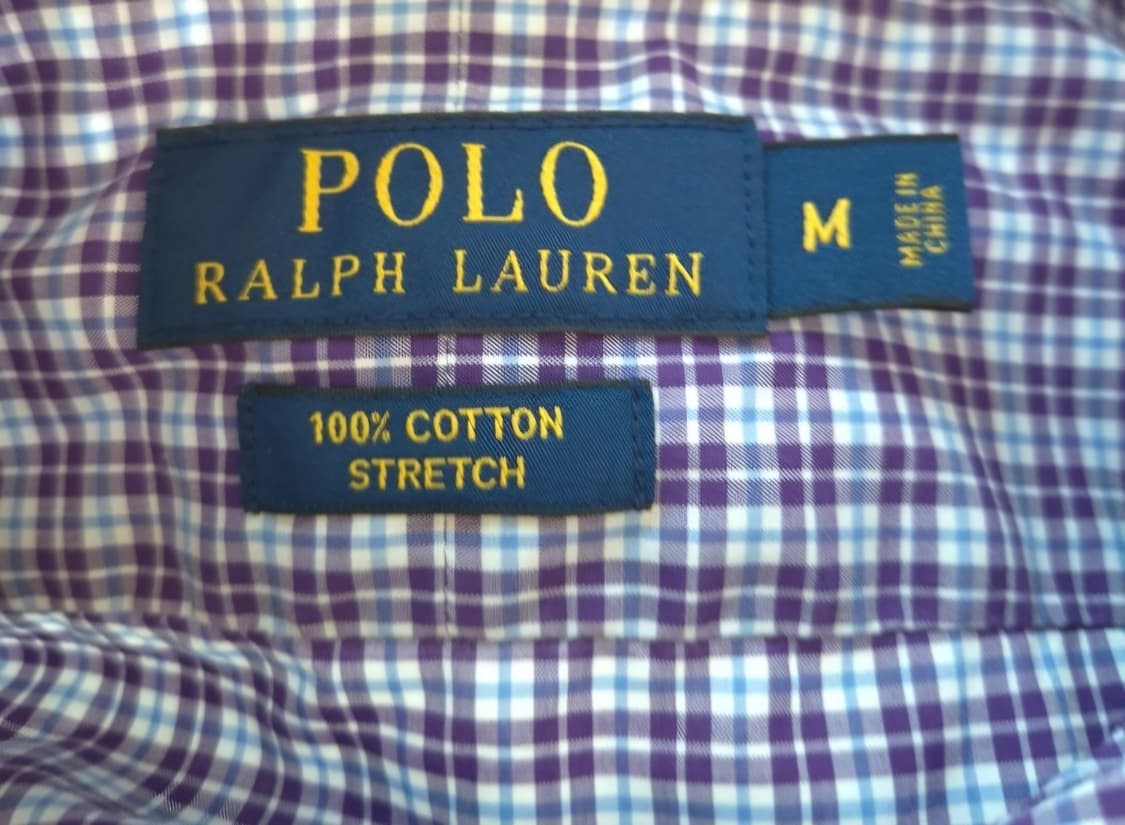 POLO
RALPH LAUREN
M
MADE IN
CHINA
100% COTTON
STRETCH